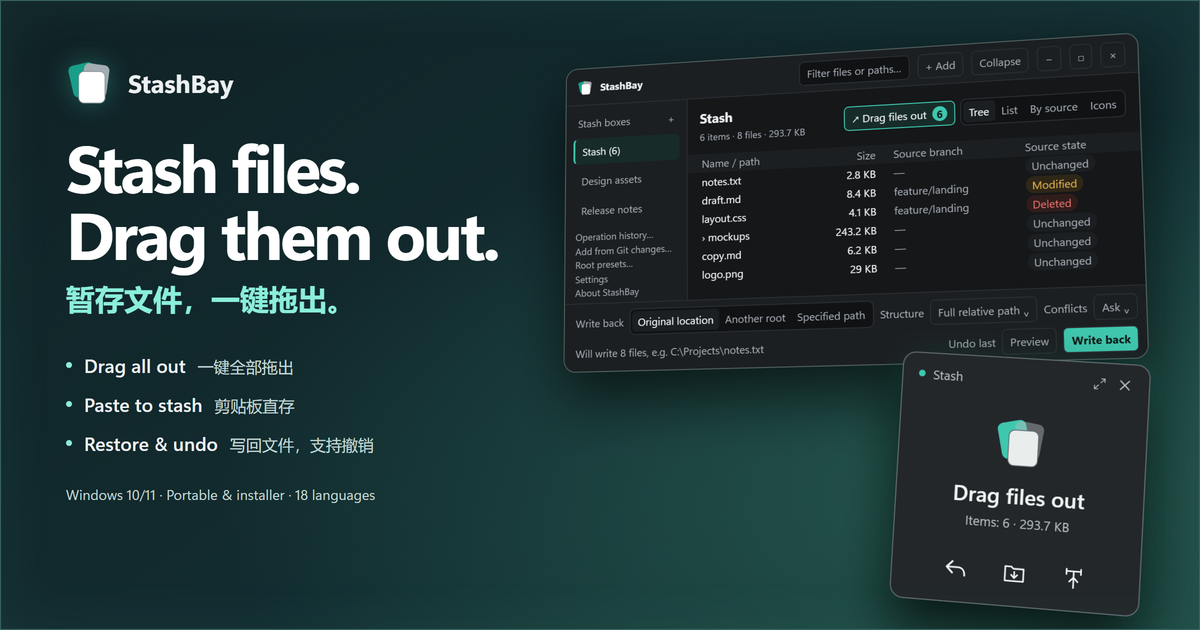 StashBay
Stash files.
Drag them out.
暂存文件，一键拖出。
• Drag all out 一键全部拖出
• Paste to stash 剪贴板直存
• Restore & undo 写回文件，支持撤销
Windows 10/11 · Portable & installer · 18 languages
StashBay
Filter files or paths...
+ Add
Collapse
Stash boxes +
Stash (6)
Design assets
Release notes
Operation history...
Add from Git changes...
Root presets...
Settings
About StashBay
Stash
6 items · 8 files · 293.7 KB
↗ Drag files out 6
Tree List By source Icons
Name / path Size Source branch Source state
notes.txt 2.8 KB — Unchanged
draft.md 8.4 KB feature/landing Modified
layout.css 4.1 KB feature/landing Deleted
› mockups 243.2 KB — Unchanged
copy.md 6.2 KB — Unchanged
logo.png 29 KB — Unchanged
Write back Original location Another root Specified path Structure Full relative path Conflicts Ask
Will write 8 files, e.g. C:\Projects\notes.txt Undo last Preview Write back
Stash
Drag files out
Items: 6 · 293.7 KB